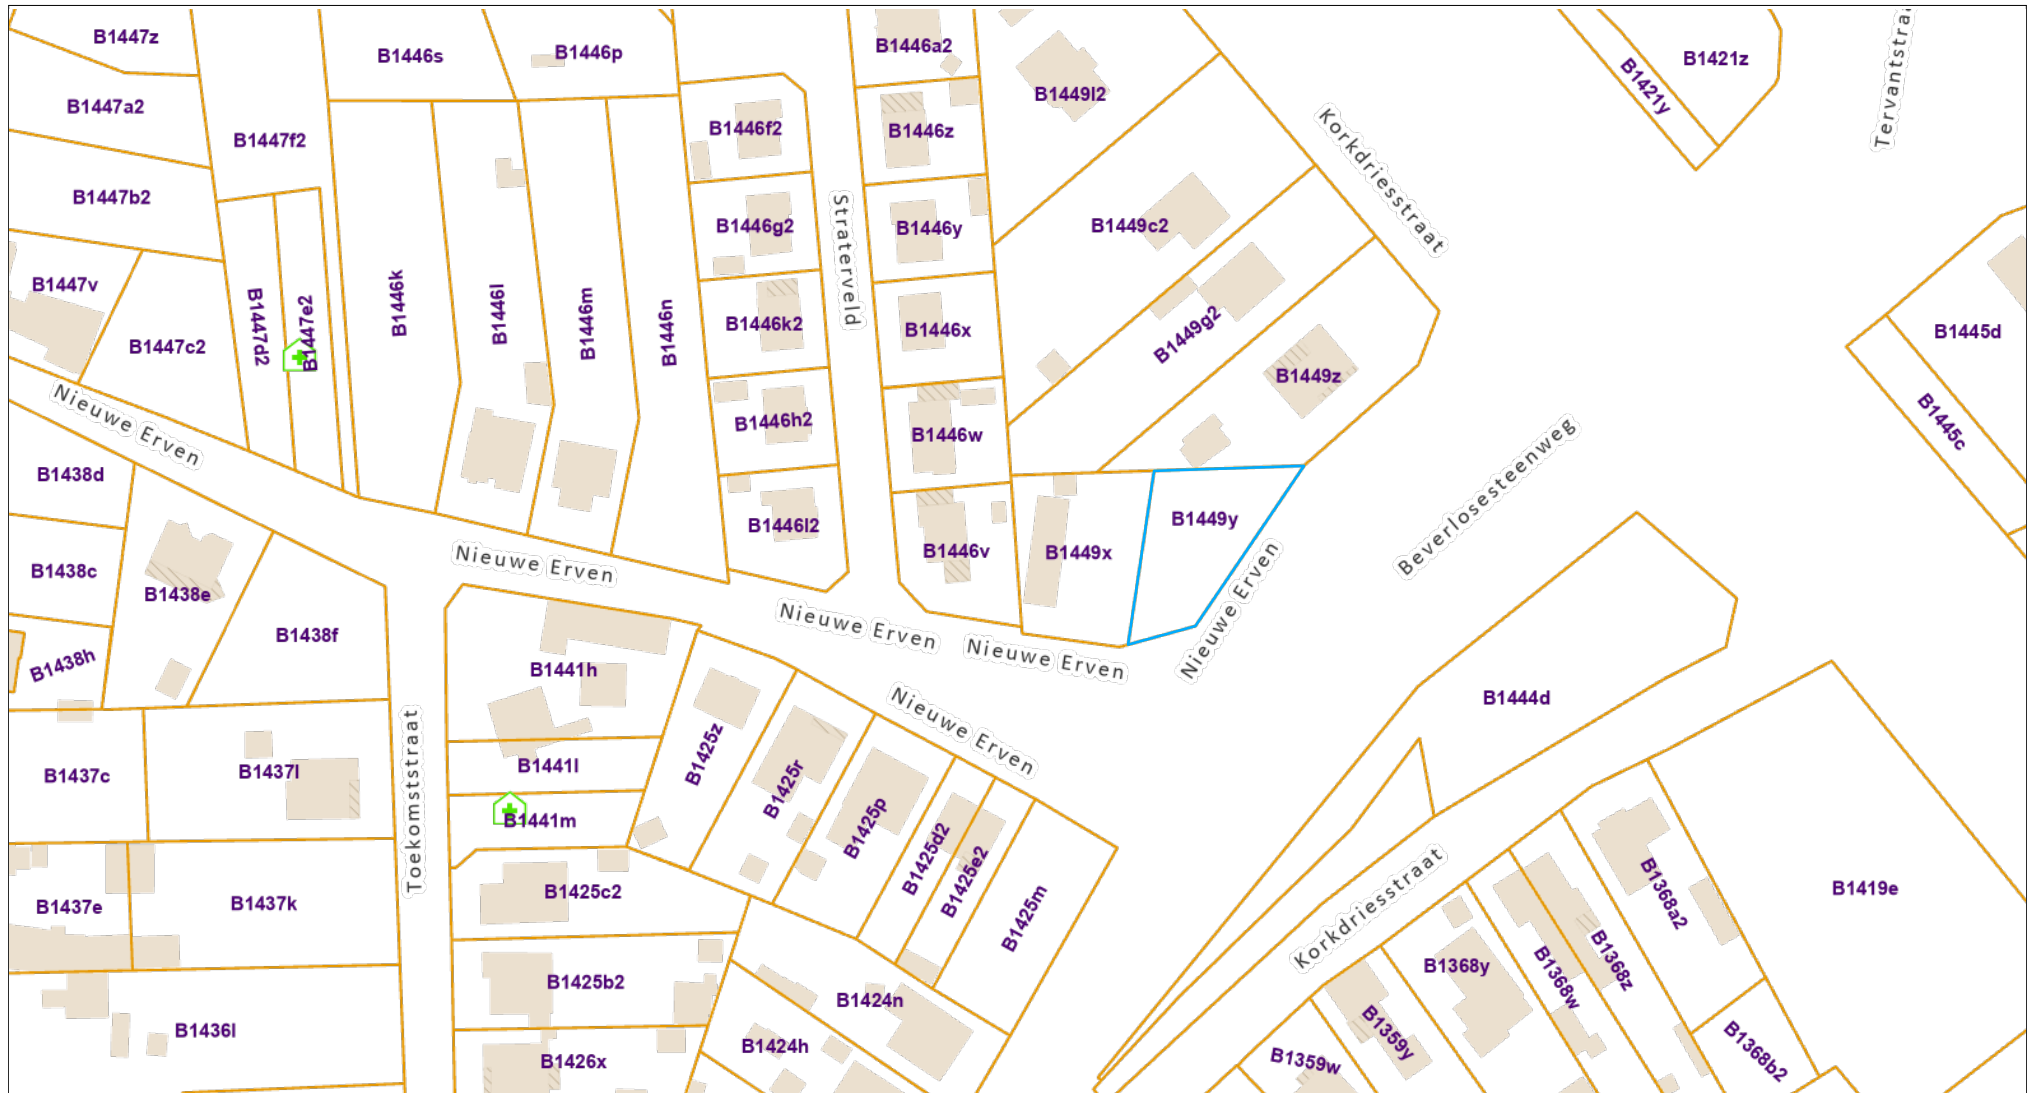 B1447z
B1446s
B1446p
B1446a2
B1449l2
B1421z
B1421y
Tervantstraa
B1447a2
B1447f2
B1446f2
B1446z
Korkdriesstraat
B1447b2
B1446g2
Straterveld
B1446y
B1449c2
B1447v
B1447c2
B1447d2
B1447e2
B1446k
B1446l
B1446m
B1446n
B1446k2
B1446x
B1449g2
B1449z
B1445d
B1445c
Nieuwe Erven
B1446h2
B1446w
Beverlosesteenweg
B1438d
B1446l2
B1446v
B1449x
B1449y
Nieuwe Erven
B1438c
B1438e
Nieuwe Erven
B1438f
B1438h
Nieuwe Erven
Nieuwe Erven
Nieuwe Erven
B1441h
B1444d
B1437c
B1437l
Toekomststraat
B1441l
B1441m
B1425z
B1425r
B1425p
B1425d2
B1425e2
B1425m
Nieuwe Erven
Korkdriesstraat
B1437e
B1437k
B1425c2
B1419e
B1368a2
B1368z
B1368w
B1368y
B1425b2
B1424n
B1436l
B1426x
B1424h
B1359w
B1359y
B1368b2